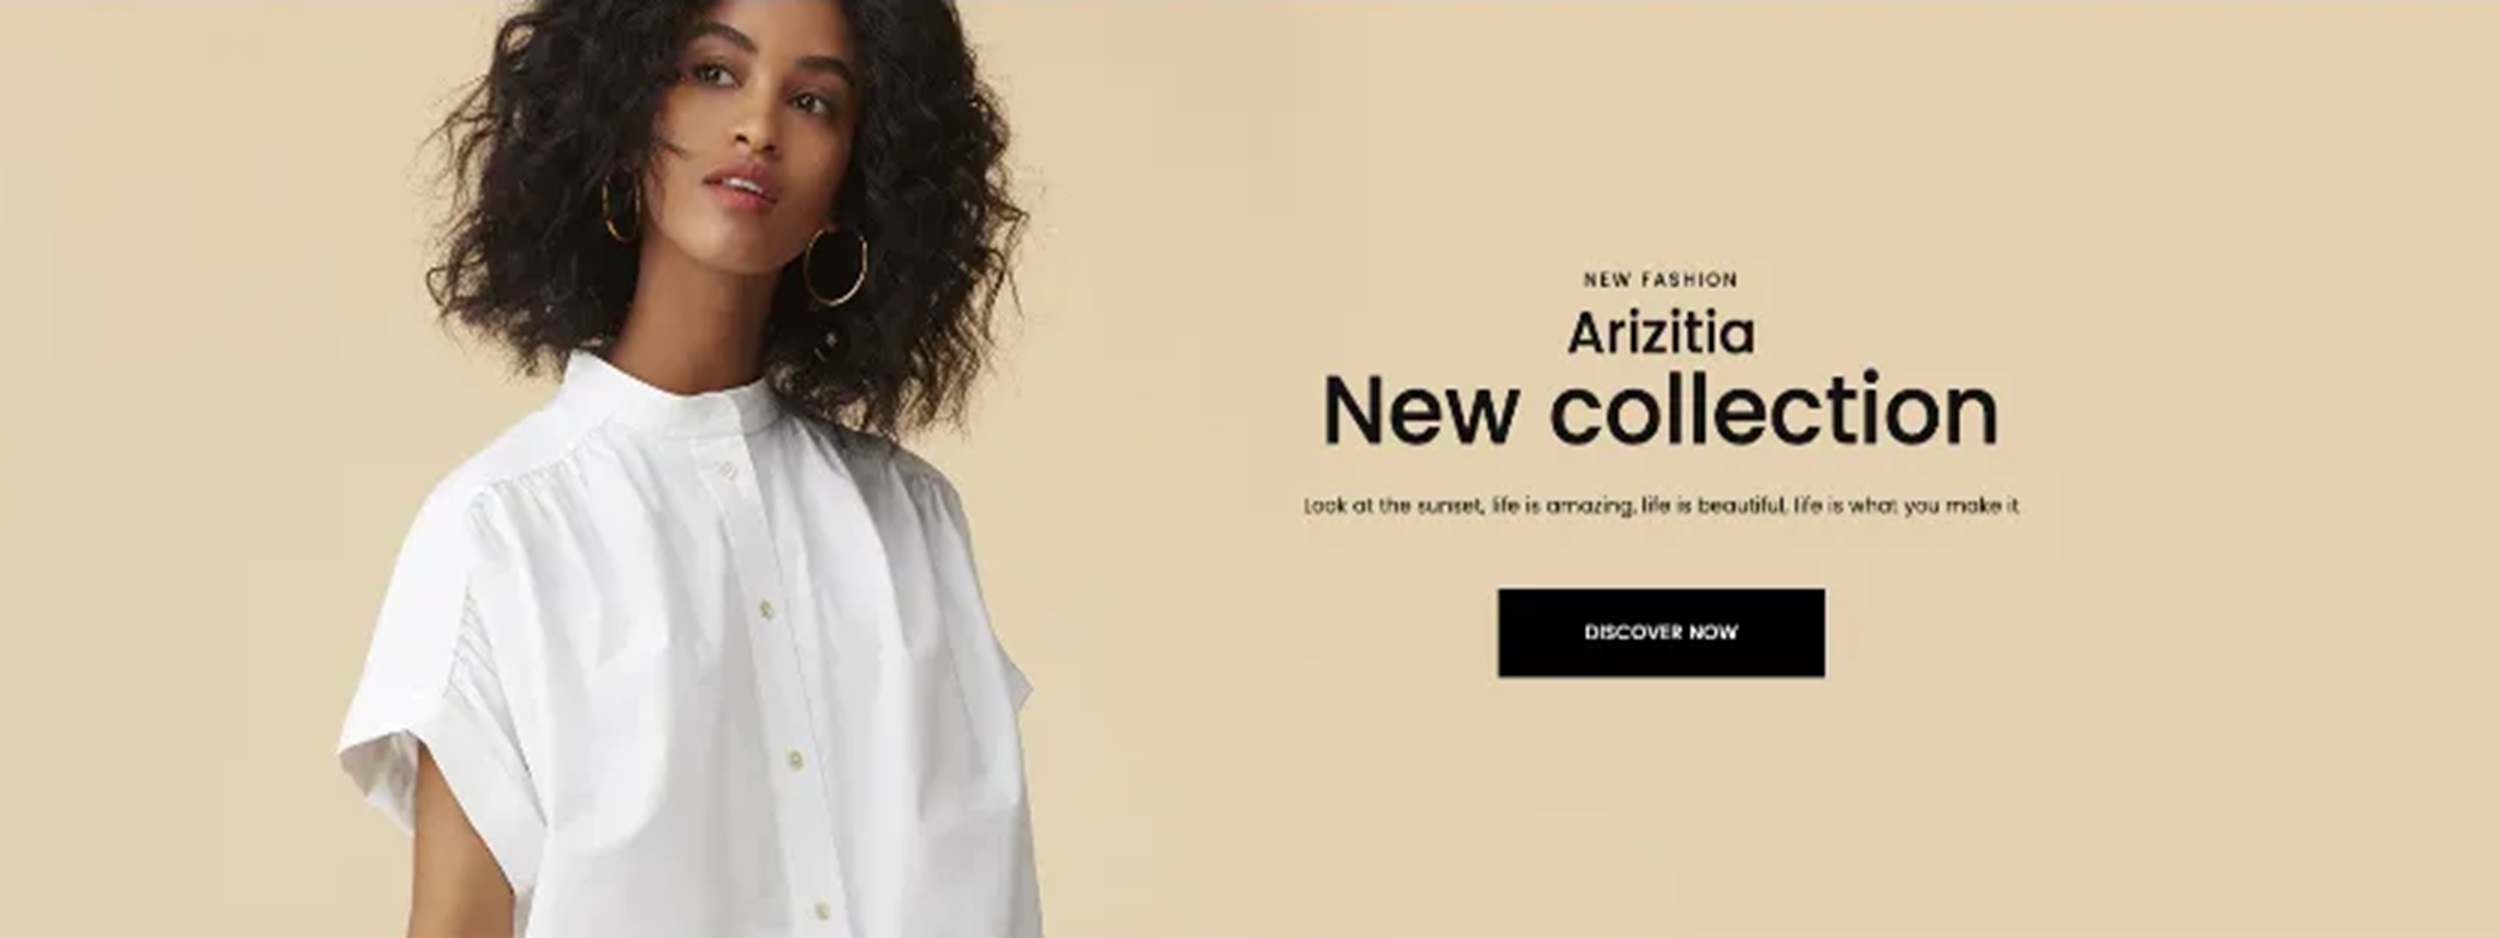 NEW FASHION
Arizitia
New collection
Look at the sunset, life is amazing, life is beautiful, life is what you make it
DISCOVER NOW